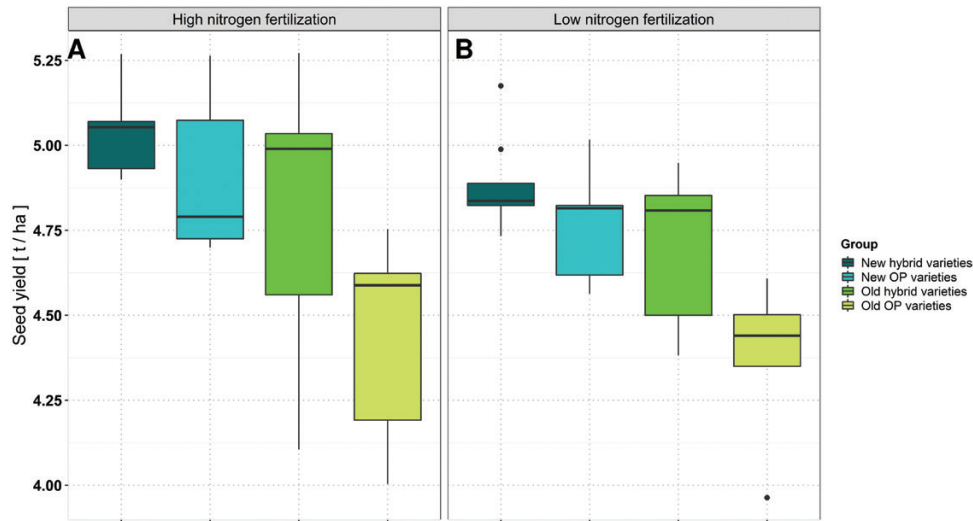 High nitrogen fertilization
Low nitrogen fertilization
A
B
Seed yield [ t / ha ]
5.25
5.00
4.75
4.50
4.25
4.00
Group
New hybrid varieties
New OP varieties
Old hybrid varieties
Old OP varieties